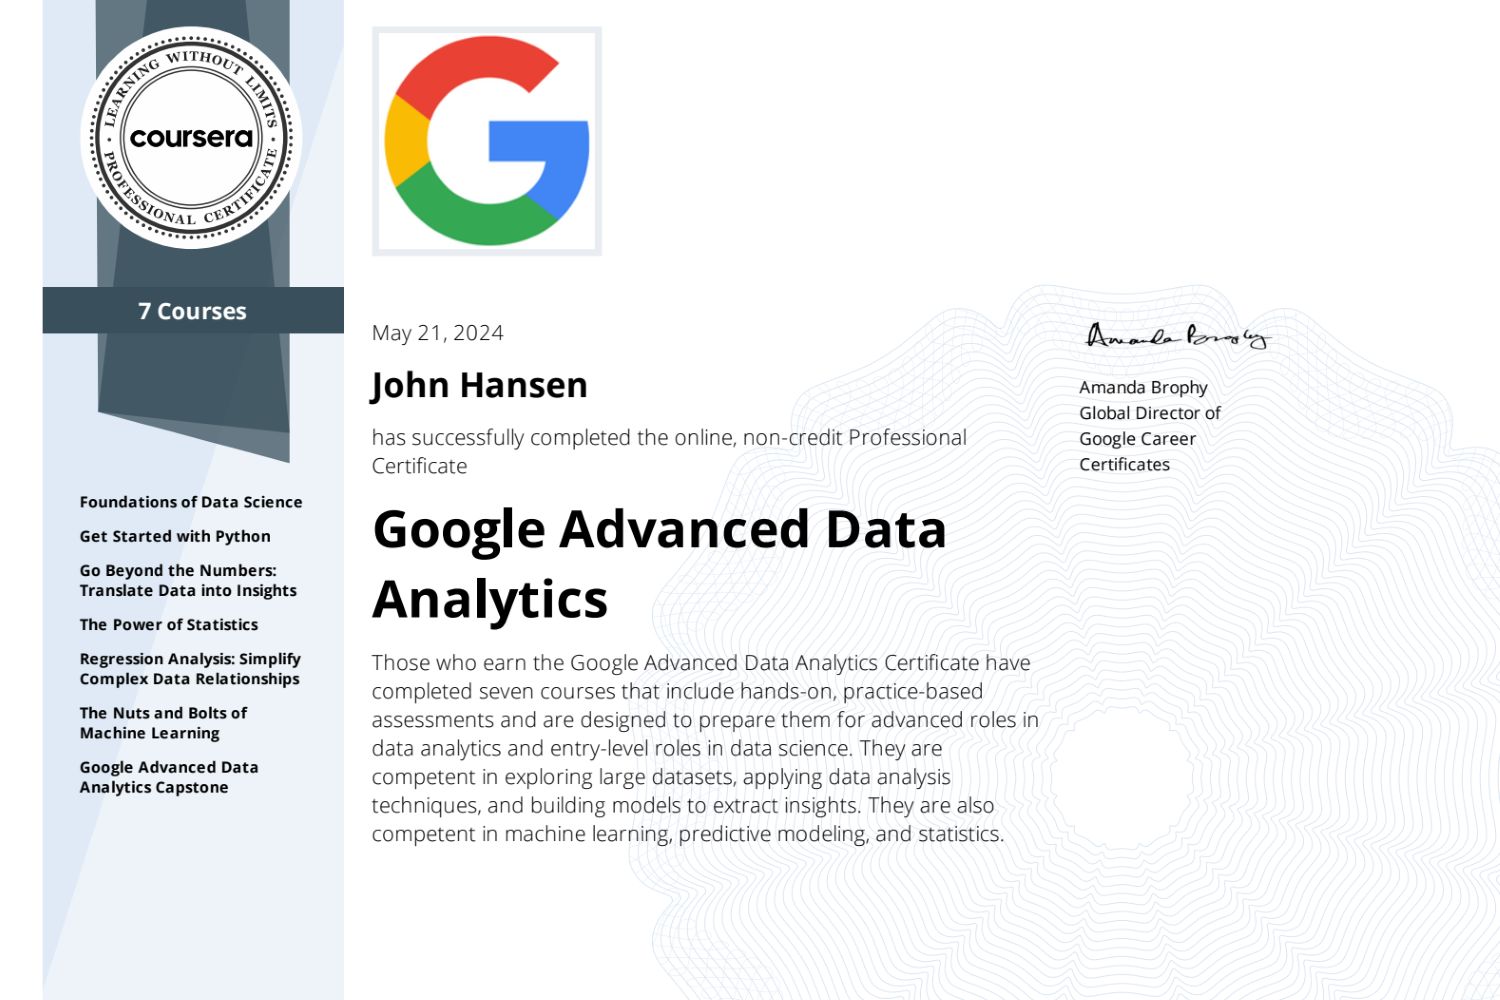 LEARNING WITHOUT LIMITS
coursera
PROFESSIONAL CERTIFICATE
7 Courses
Foundations of Data Science
Get Started with Python
Go Beyond the Numbers:
Translate Data into Insights
The Power of Statistics
Regression Analysis: Simplify
Complex Data Relationships
The Nuts and Bolts of
Machine Learning
Google Advanced Data
Analytics Capstone
G
May 21, 2024
John Hansen
has successfully completed the online, non-credit Professional
Certificate
Google Advanced Data
Analytics
Those who earn the Google Advanced Data Analytics Certificate have
completed seven courses that include hands-on, practice-based
assessments and are designed to prepare them for advanced roles in
data analytics and entry-level roles in data science. They are
competent in exploring large datasets, applying data analysis
techniques, and building models to extract insights. They are also
competent in machine learning, predictive modeling, and statistics.
Amanda Brophy
Amanda Brophy
Global Director of
Google Career
Certificates